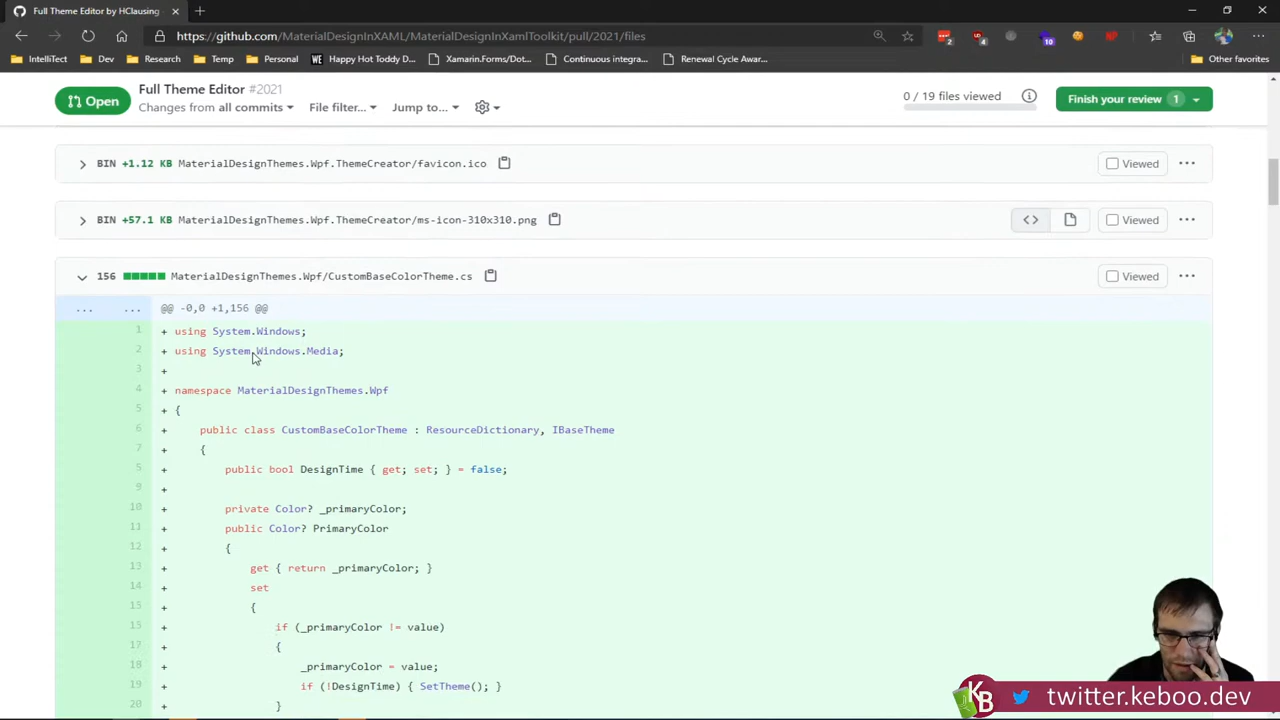 Full Theme Editor by HClausing
https://github.com/MaterialDesignInXAML/MaterialDesignInXamlToolkit/pull/2021/files
2
4
10
IntelliTect
Dev
Research
Temp
Personal
WE
Happy Hot Toddy D...
Xamarin.Forms/Dot...
Continuous integra...
Renewal Cycle Awar...
Other favorites
Open
Full Theme Editor #2021
Changes from all commits
File filter...
Jump to...
0 / 19 files viewed
Finish your review 1
BIN +1.12 KB MaterialDesignThemes.Wpf.ThemeCreator/favicon.ico
Viewed
BIN +57.1 KB MaterialDesignThemes.Wpf.ThemeCreator/ms-icon-310x310.png
Viewed
156 MaterialDesignThemes.Wpf/CustomBaseColorTheme.cs
Viewed
... ... @@ -0,0 +1,156 @@
1 + using System.Windows;
2 + using System.Windows.Media;
3 +
4 + namespace MaterialDesignThemes.Wpf
5 + {
6 + public class CustomBaseColorTheme : ResourceDictionary, IBaseTheme
7 + {
8 + public bool DesignTime { get; set; } = false;
9 +
10 + private Color? _primaryColor;
11 + public Color? PrimaryColor
12 + {
13 + get { return _primaryColor; }
14 + set
15 + {
+ if (_primaryColor != value)
17 + {
18 + _primaryColor = value;
19 + if (!DesignTime) { SetTheme(); }
20 + }
KB
twitter.keboo.dev